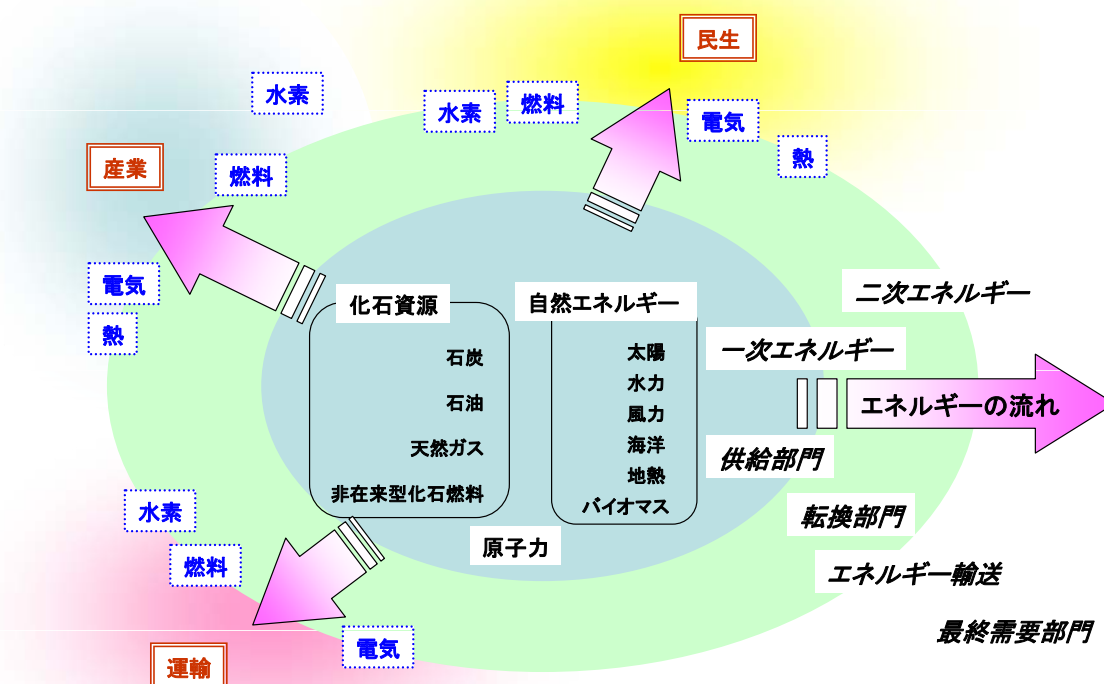 民生
水素
水素
燃料
電気
熱
産業
燃料
電気
熱
二次エネルギー
化石資源
石炭
石油
天然ガス
非在来型化石燃料
自然エネルギー
太陽
水力
風力
海洋
地熱
バイオマス
一次エネルギー
エネルギーの流れ
供給部門
転換部門
エネルギー輸送
最終需要部門
原子力
水素
燃料
電気
運輸